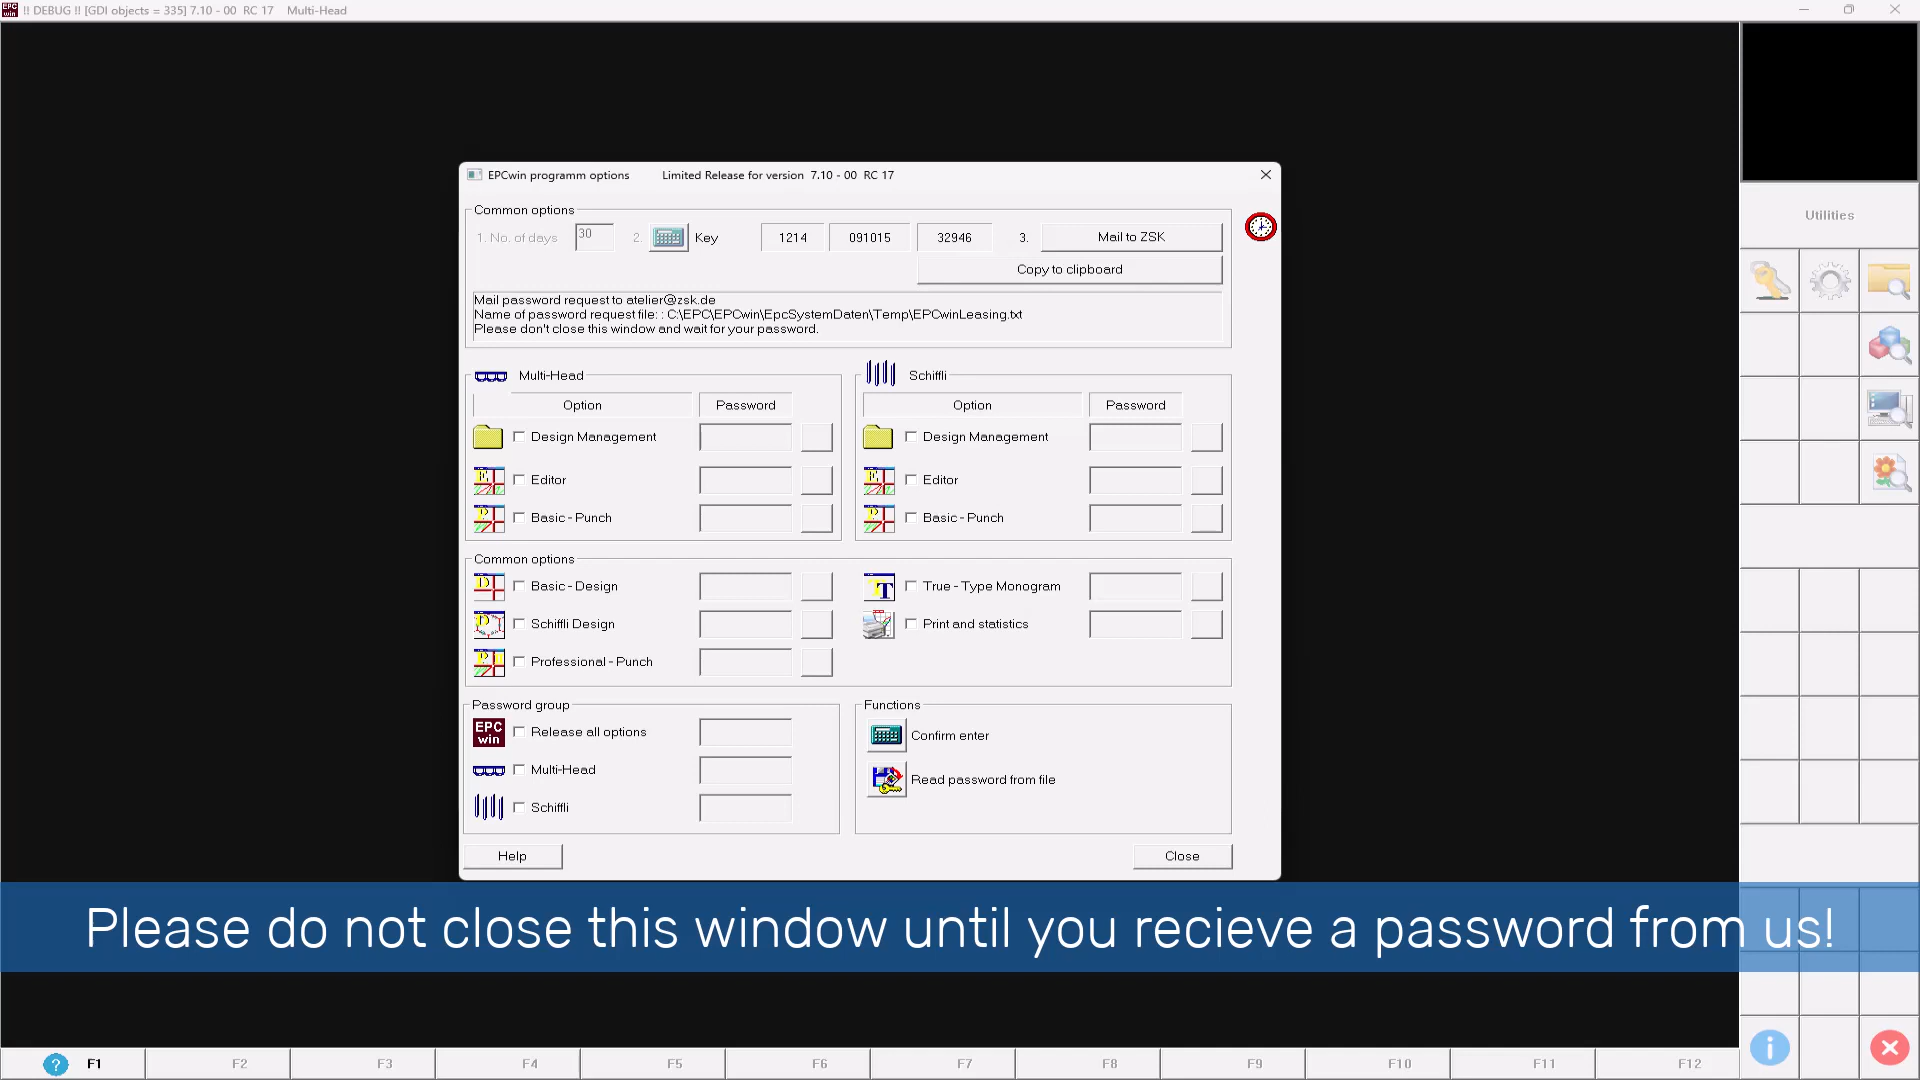 EPC win !! DEBUG !! [GDI objects = 335] 7.10 - 00  RC 17    Multi-Head
EPCwin programm options    Limited Release for version  7.10 - 00  RC 17
Common options
1. No. of days 30 2. Key 1214 091015 32946 3. Mail to ZSK
Copy to clipboard
Mail password request to atelier@zsk.de
Name of password request file: : C:\EPC\EPCwin\EpcSystemDaten\Temp\EPCwinLeasing.txt
Please don't close this window and wait for your password.
Multi-Head
Option Password
Design Management
Editor
Basic - Punch
Schiffli
Option Password
Design Management
Editor
Basic - Punch
Common options
Basic - Design
Schiffli Design
Professional - Punch
True - Type Monogram
Print and statistics
Password group
EPC win Release all options
Multi-Head
Schiffli
Functions
Confirm enter
Read password from file
Help
Close
Utilities
Please do not close this window until you recieve a password from us!
? F1 F2 F3 F4 F5 F6 F7 F8 F9 F10 F11 F12